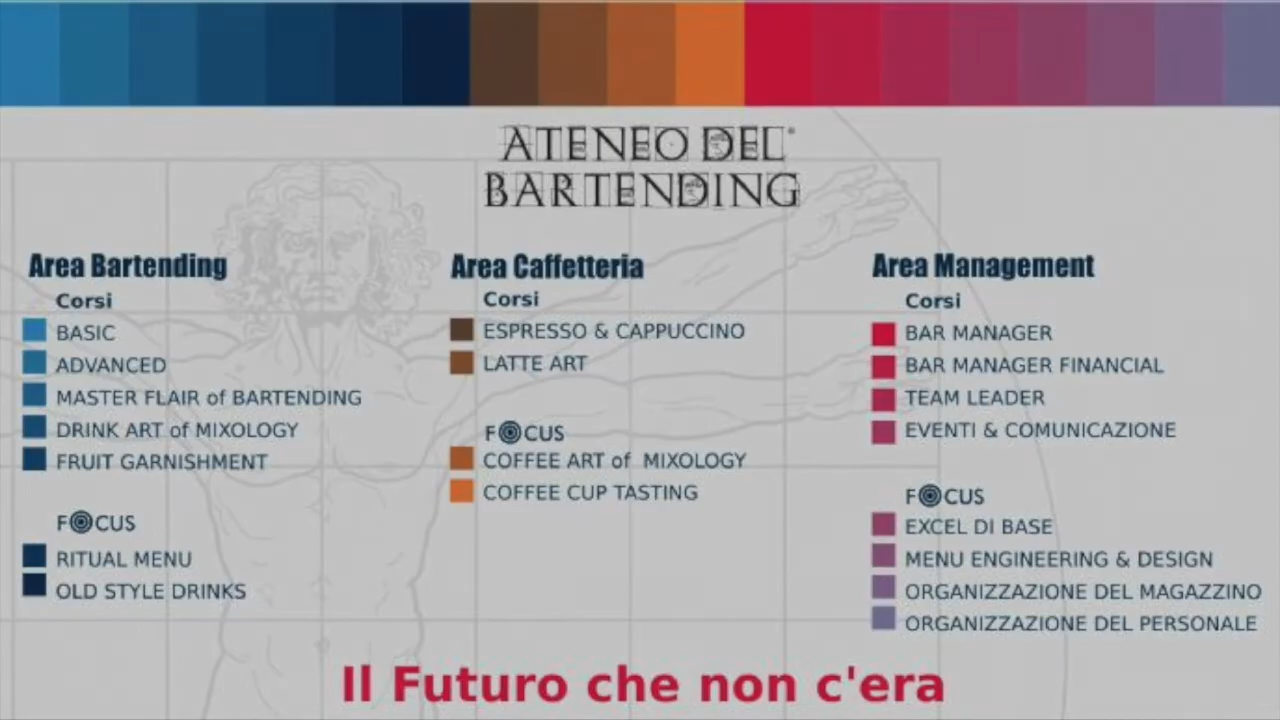 ATENEO DEL
BARTENDING
Area Bartending
Corsi
BASIC
ADVANCED
MASTER FLAIR of BARTENDING
DRINK ART of MIXOLOGY
FRUIT GARNISHMENT
FOCUS
RITUAL MENU
OLD STYLE DRINKS
Area Caffetteria
Corsi
ESPRESSO & CAPPUCCINO
LATTE ART
FOCUS
COFFEE ART of MIXOLOGY
COFFEE CUP TASTING
Area Management
Corsi
BAR MANAGER
BAR MANAGER FINANCIAL
TEAM LEADER
EVENTI & COMUNICAZIONE
FOCUS
EXCEL DI BASE
MENU ENGINEERING & DESIGN
ORGANIZZAZIONE DEL MAGAZZINO
ORGANIZZAZIONE DEL PERSONALE
Il Futuro che non c'era